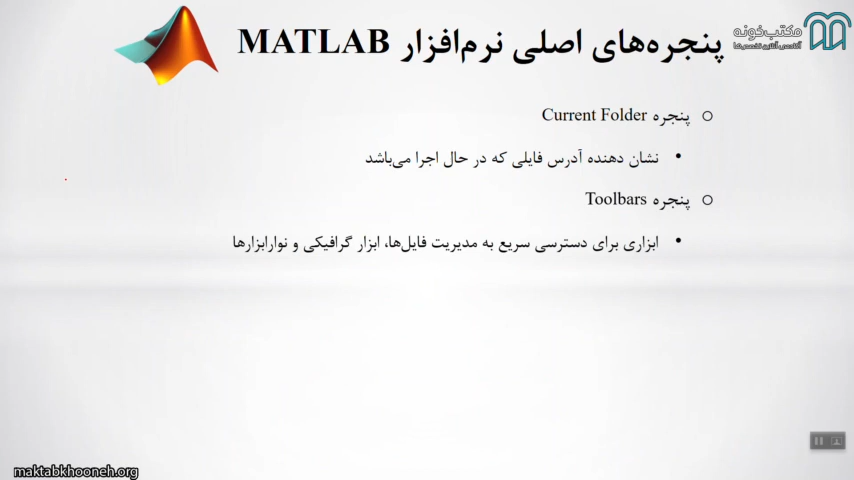 پنجره‌های اصلی نرم‌افزار MATLAB
مکتب‌خونه
آکادمی آنلاین تخصص‌ها
پنجره Current Folder
نشان دهنده آدرس فایلی که در حال اجرا می‌باشد
پنجره Toolbars
ابزاری برای دسترسی سریع به مدیریت فایل‌ها، ابزار گرافیکی و نوارابزارها
maktabkhooneh.org